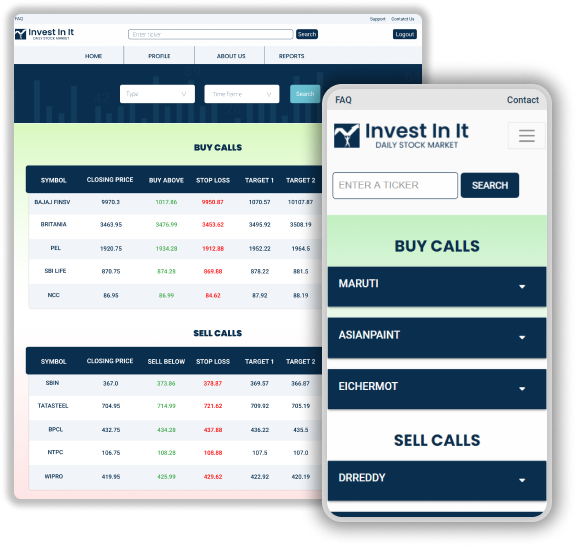 FAQ Support Contatd Us
Invest In It
DAILY STOCK MARKET
Enter ticker Search Logout
HOME PROFILE ABOUT US REPORTS
Type Time frame Search
BUY CALLS
SYMBOL CLOSING PRICE BUY ABOVE STOP LOSS TARGET 1 TARGET 2
BAJAJ FINSV 9970.3 1017.86 9950.87 1070.57 10107.87
BRITANIA 3463.95 3476.99 3453.62 3495.92 3508.19
PEL 1920.75 1934.28 1912.88 1952.22 1964.5
SBI LIFE 870.75 874.28 869.88 878.22 881.5
NCC 86.95 86.99 84.62 87.92 88.19
SELL CALLS
SYMBOL CLOSING PRICE SELL BELOW STOP LOSS TARGET 1 TARGET 2
SBIN 367.0 373.86 378.87 369.57 366.87
TATASTEEL 704.95 714.99 721.62 709.92 705.19
BPCL 432.75 434.28 437.88 436.22 435.5
NTPC 106.75 108.28 108.88 107.5 107.0
WIPRO 419.95 425.99 429.62 422.92 420.19
FAQ Contact
Invest In It
DAILY STOCK MARKET
ENTER A TICKER SEARCH
BUY CALLS
MARUTI
ASIANPAINT
EICHERMOT
SELL CALLS
DRREDDY